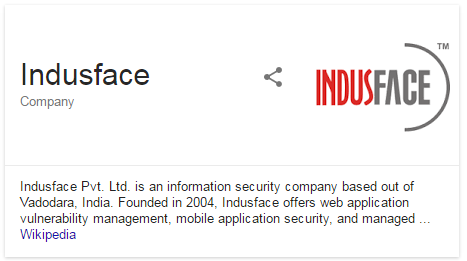 Indusface
Company
INDUSFACE TM
Indusface Pvt. Ltd. is an information security company based out of
Vadodara, India. Founded in 2004, Indusface offers web application
vulnerability management, mobile application security, and managed ...
Wikipedia